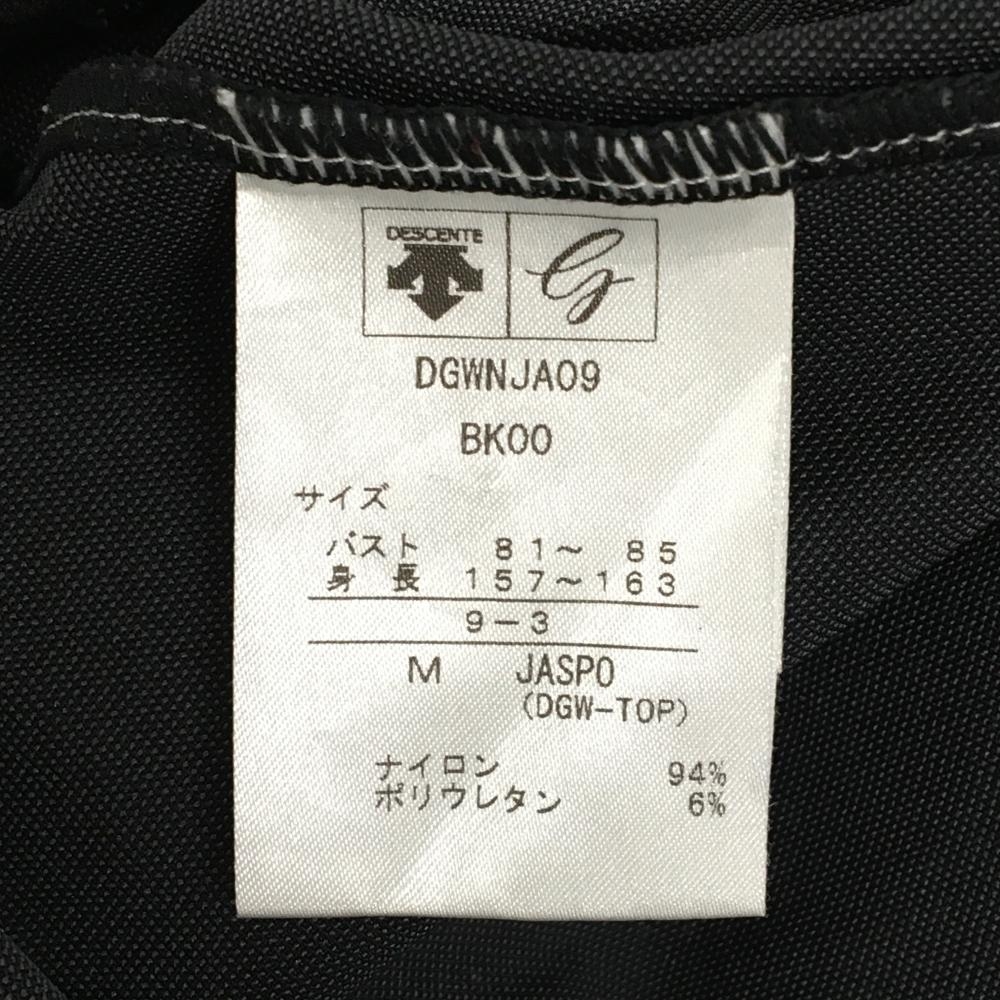 DESCENTE
DGWNJA09
BK00
サイズ
バスト 81～ 85
身 長 157～163
9－3
M JASPO
(DGW-TOP)
ナイロン 94%
ポリウレタン 6%